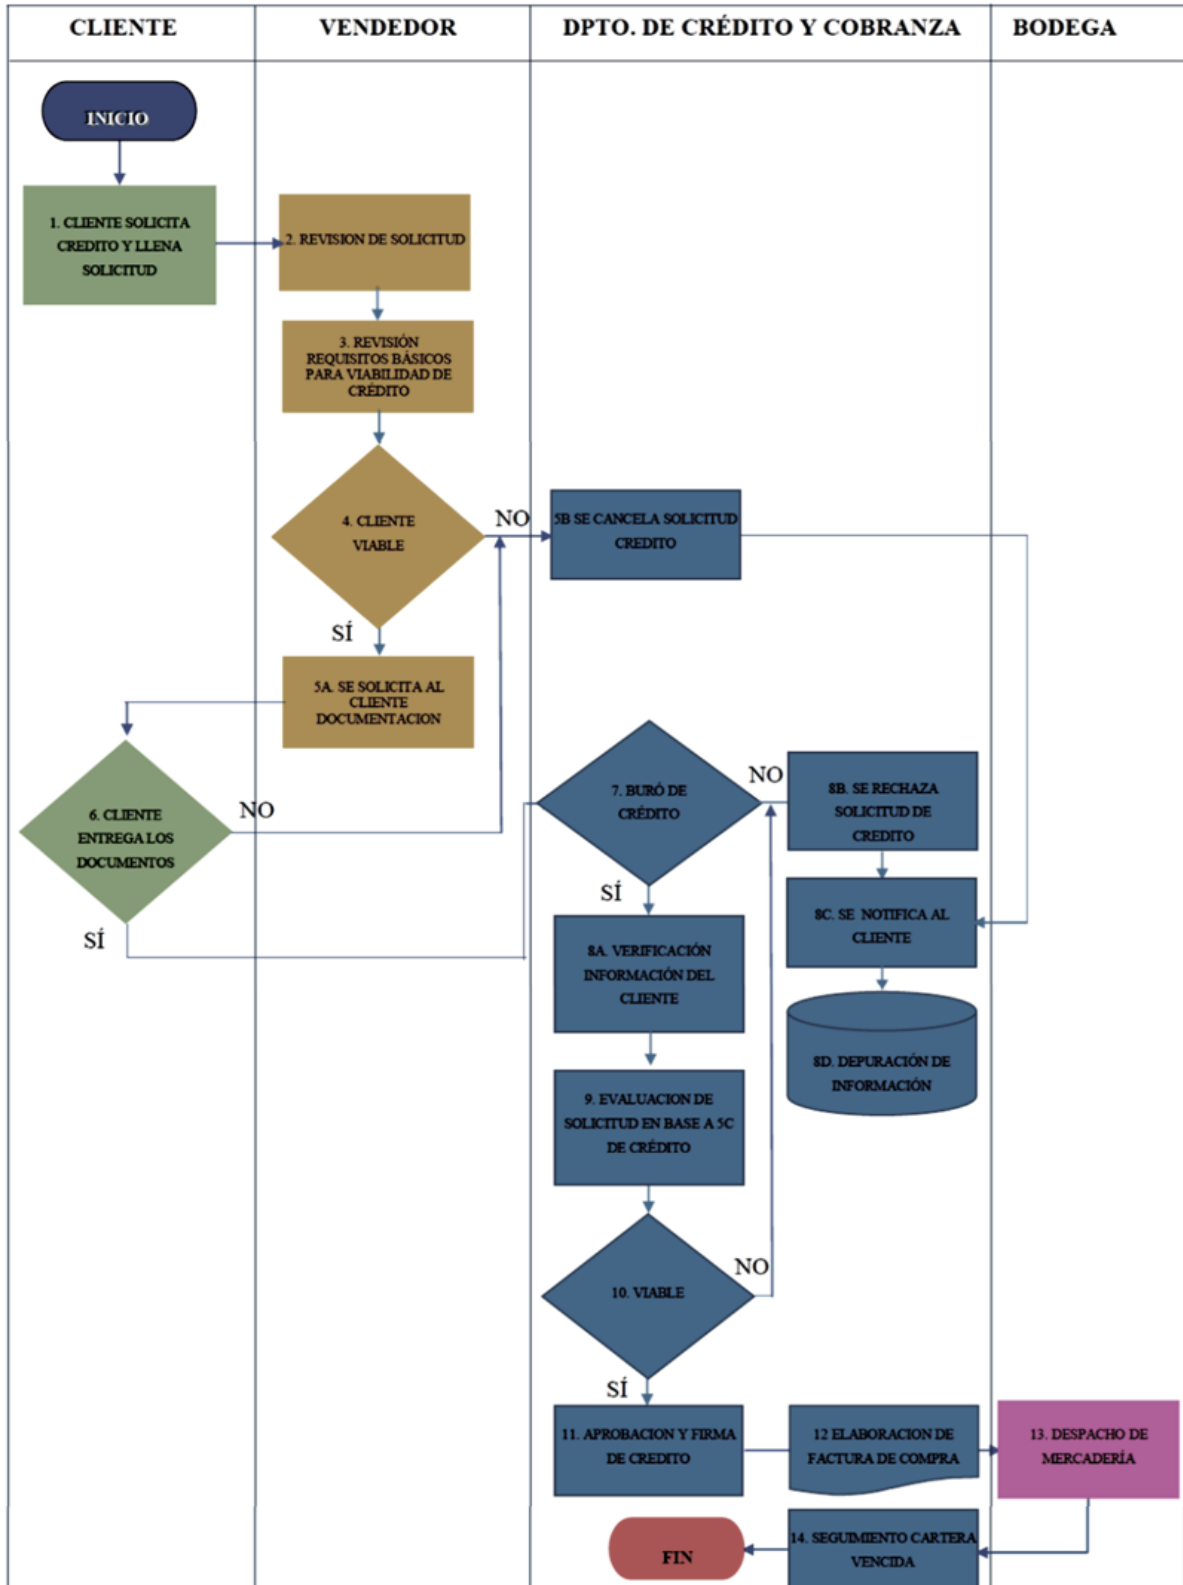 CLIENTE
VENDEDOR
DPTO. DE CRÉDITO Y COBRANZA
BODEGA
INICIO
1. CLIENTE SOLICITA
CREDITO Y LLENA
SOLICITUD
2. REVISION DE SOLICITUD
3. REVISIÓN
REQUISITOS BÁSICOS
PARA VIABILIDAD DE
CRÉDITO
4. CLIENTE
VIABLE
NO
5B SE CANCELA SOLICITUD
CREDITO
SÍ
5A. SE SOLICITA AL
CLIENTE
DOCUMENTACION
6. CLIENTE
ENTREGA LOS
DOCUMENTOS
NO
SÍ
7. BURÓ DE
CRÉDITO
NO
8B. SE RECHAZA
SOLICITUD DE
CREDITO
SÍ
8C. SE NOTIFICA AL
CLIENTE
8A. VERIFICACIÓN
INFORMACIÓN DEL
CLIENTE
8D. DEPURACIÓN DE
INFORMACIÓN
9. EVALUACION DE
SOLICITUD EN BASE A 5C
DE CRÉDITO
10. VIABLE
NO
SÍ
11. APROBACION Y FIRMA
DE CREDITO
12 ELABORACION DE
FACTURA DE COMPRA
13. DESPACHO DE
MERCADERÍA
14. SEGUIMIENTO CARTERA
VENCIDA
FIN